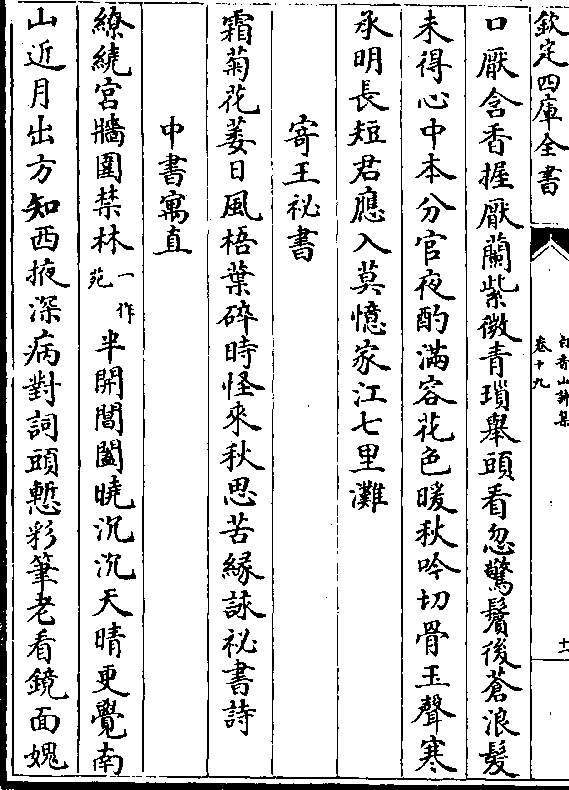 欽定四庫全書
白香山詩集
卷十九
十一
口厭含香握厭蘭紫微青瑣舉頭看忽驚鬢後蒼浪髮
未得心中本分官夜酌滿容花色暖秋吟切骨玉聲寒
承明長短君應入莫憶家江七里灘
寄王祕書
霜菊花萎日風梧葉碎時怪來秋思苦緣詠祕書詩
中書寓直
繚繞宮牆圍禁林一作苑半開閶闔曉沉沉天晴更覺南
山近月出方知西掖深病對詞頭慙彩筆老看鏡面媿